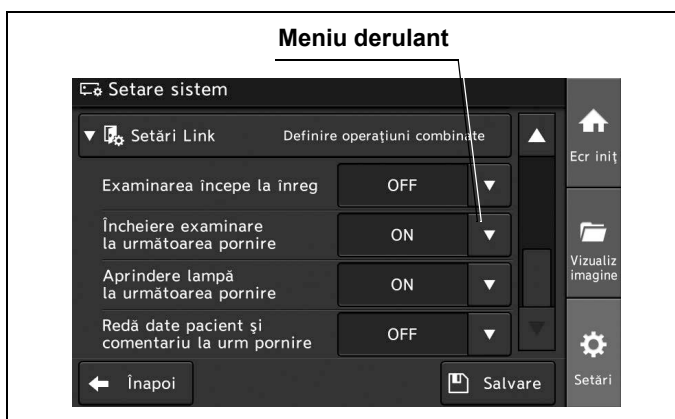 Meniu derulant
Setare sistem
Setări Link Definire operaţiuni combinate
Ecr iniţ
Examinarea începe la înreg OFF
Încheiere examinare
la următoarea pornire
ON
Vizualiz
imagine
Aprindere lampă
la următoarea pornire
ON
Redă date pacient şi
comentariu la urm pornire
OFF
Înapoi
Salvare
Setări